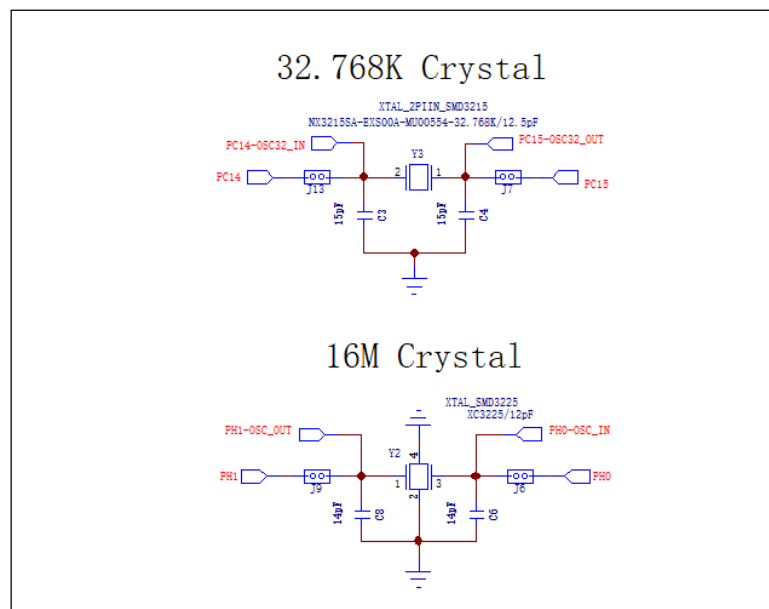 32.768K Crystal
XTAL_2PIIN_SMD3215
NX3215SA-EXS00A-MU00554-32.768K/12.5pF
PC14-OSC32_IN
PC15-OSC32_OUT
Y3
PC14
J13
2
1
J7
PC15
15pF
C3
15pF
C4
16M Crystal
XTAL_SMD3225
XC3225/12pF
PH1-OSC_OUT
PH0-OSC_IN
Y2
4
PH1
J9
1
3
J6
PH0
2
14pF
C8
14pF
C6